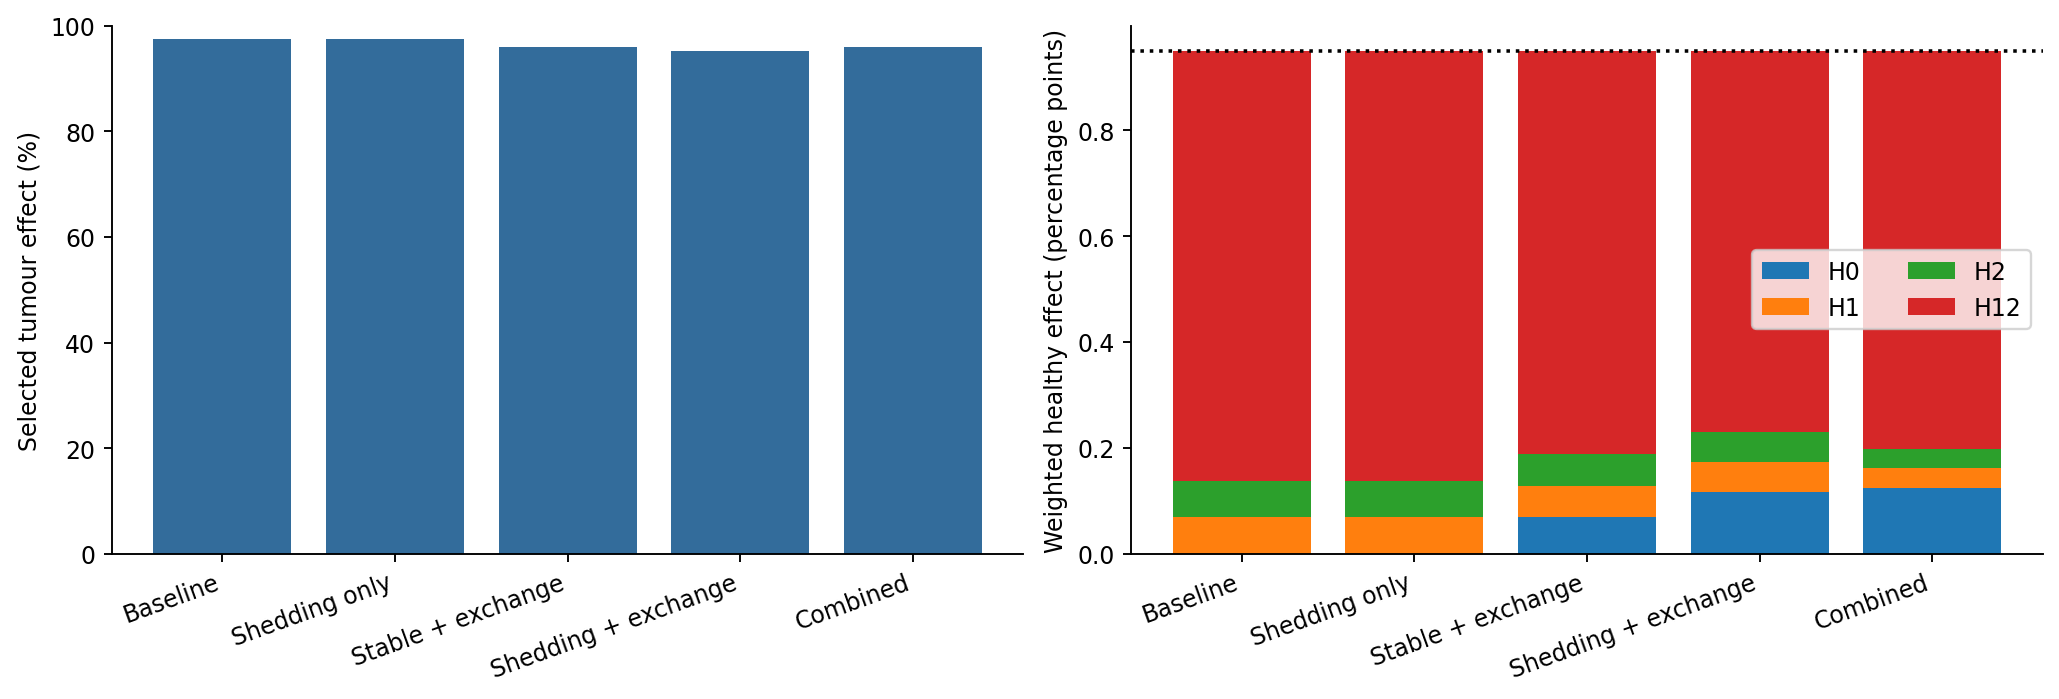 Selected tumour effect (%)
100
80
60
40
20
0
Baseline
Shedding only
Stable + exchange
Shedding + exchange
Combined
Weighted healthy effect (percentage points)
0.8
0.6
0.4
0.2
0.0
H0 H2
H1 H12
Baseline
Shedding only
Stable + exchange
Shedding + exchange
Combined